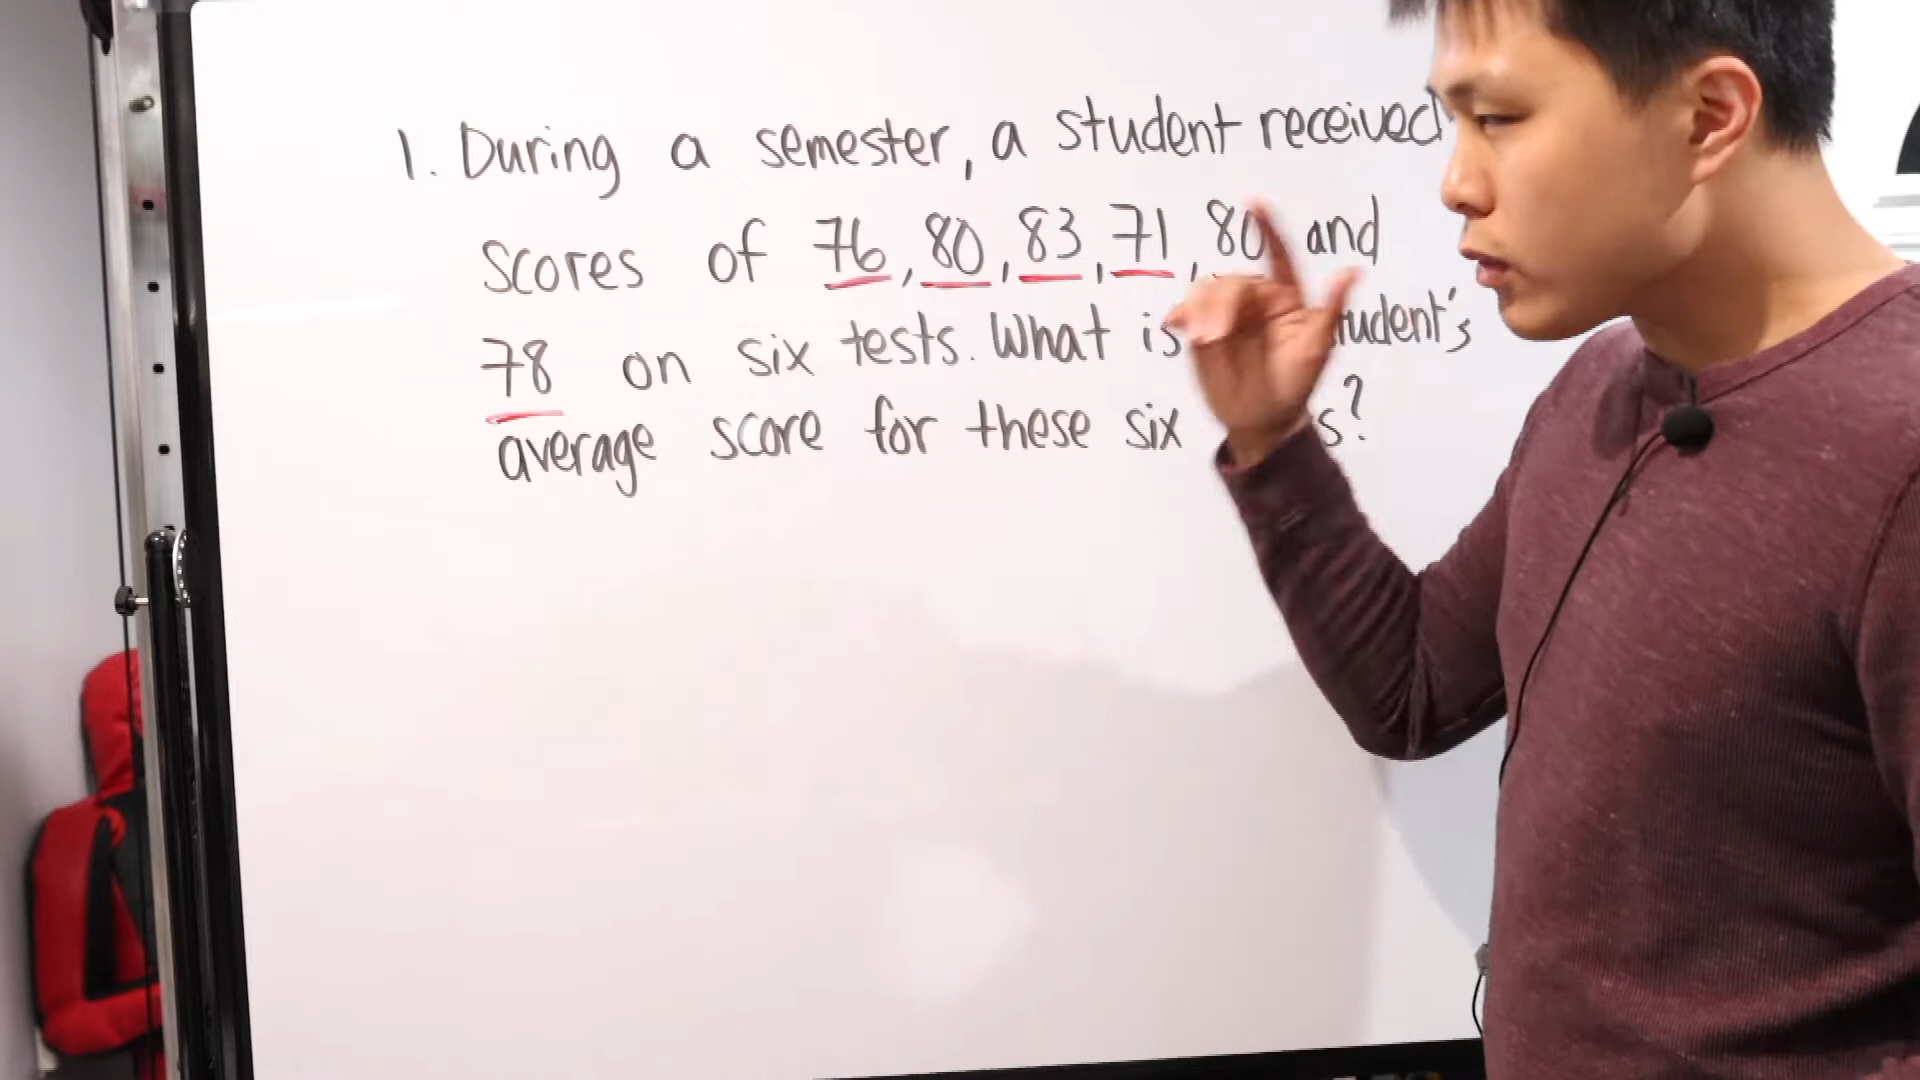 1. During a semester, a student received
scores of 76, 80, 83, 71, 80 and
78 on six tests. What is tudent's
average score for these six s?